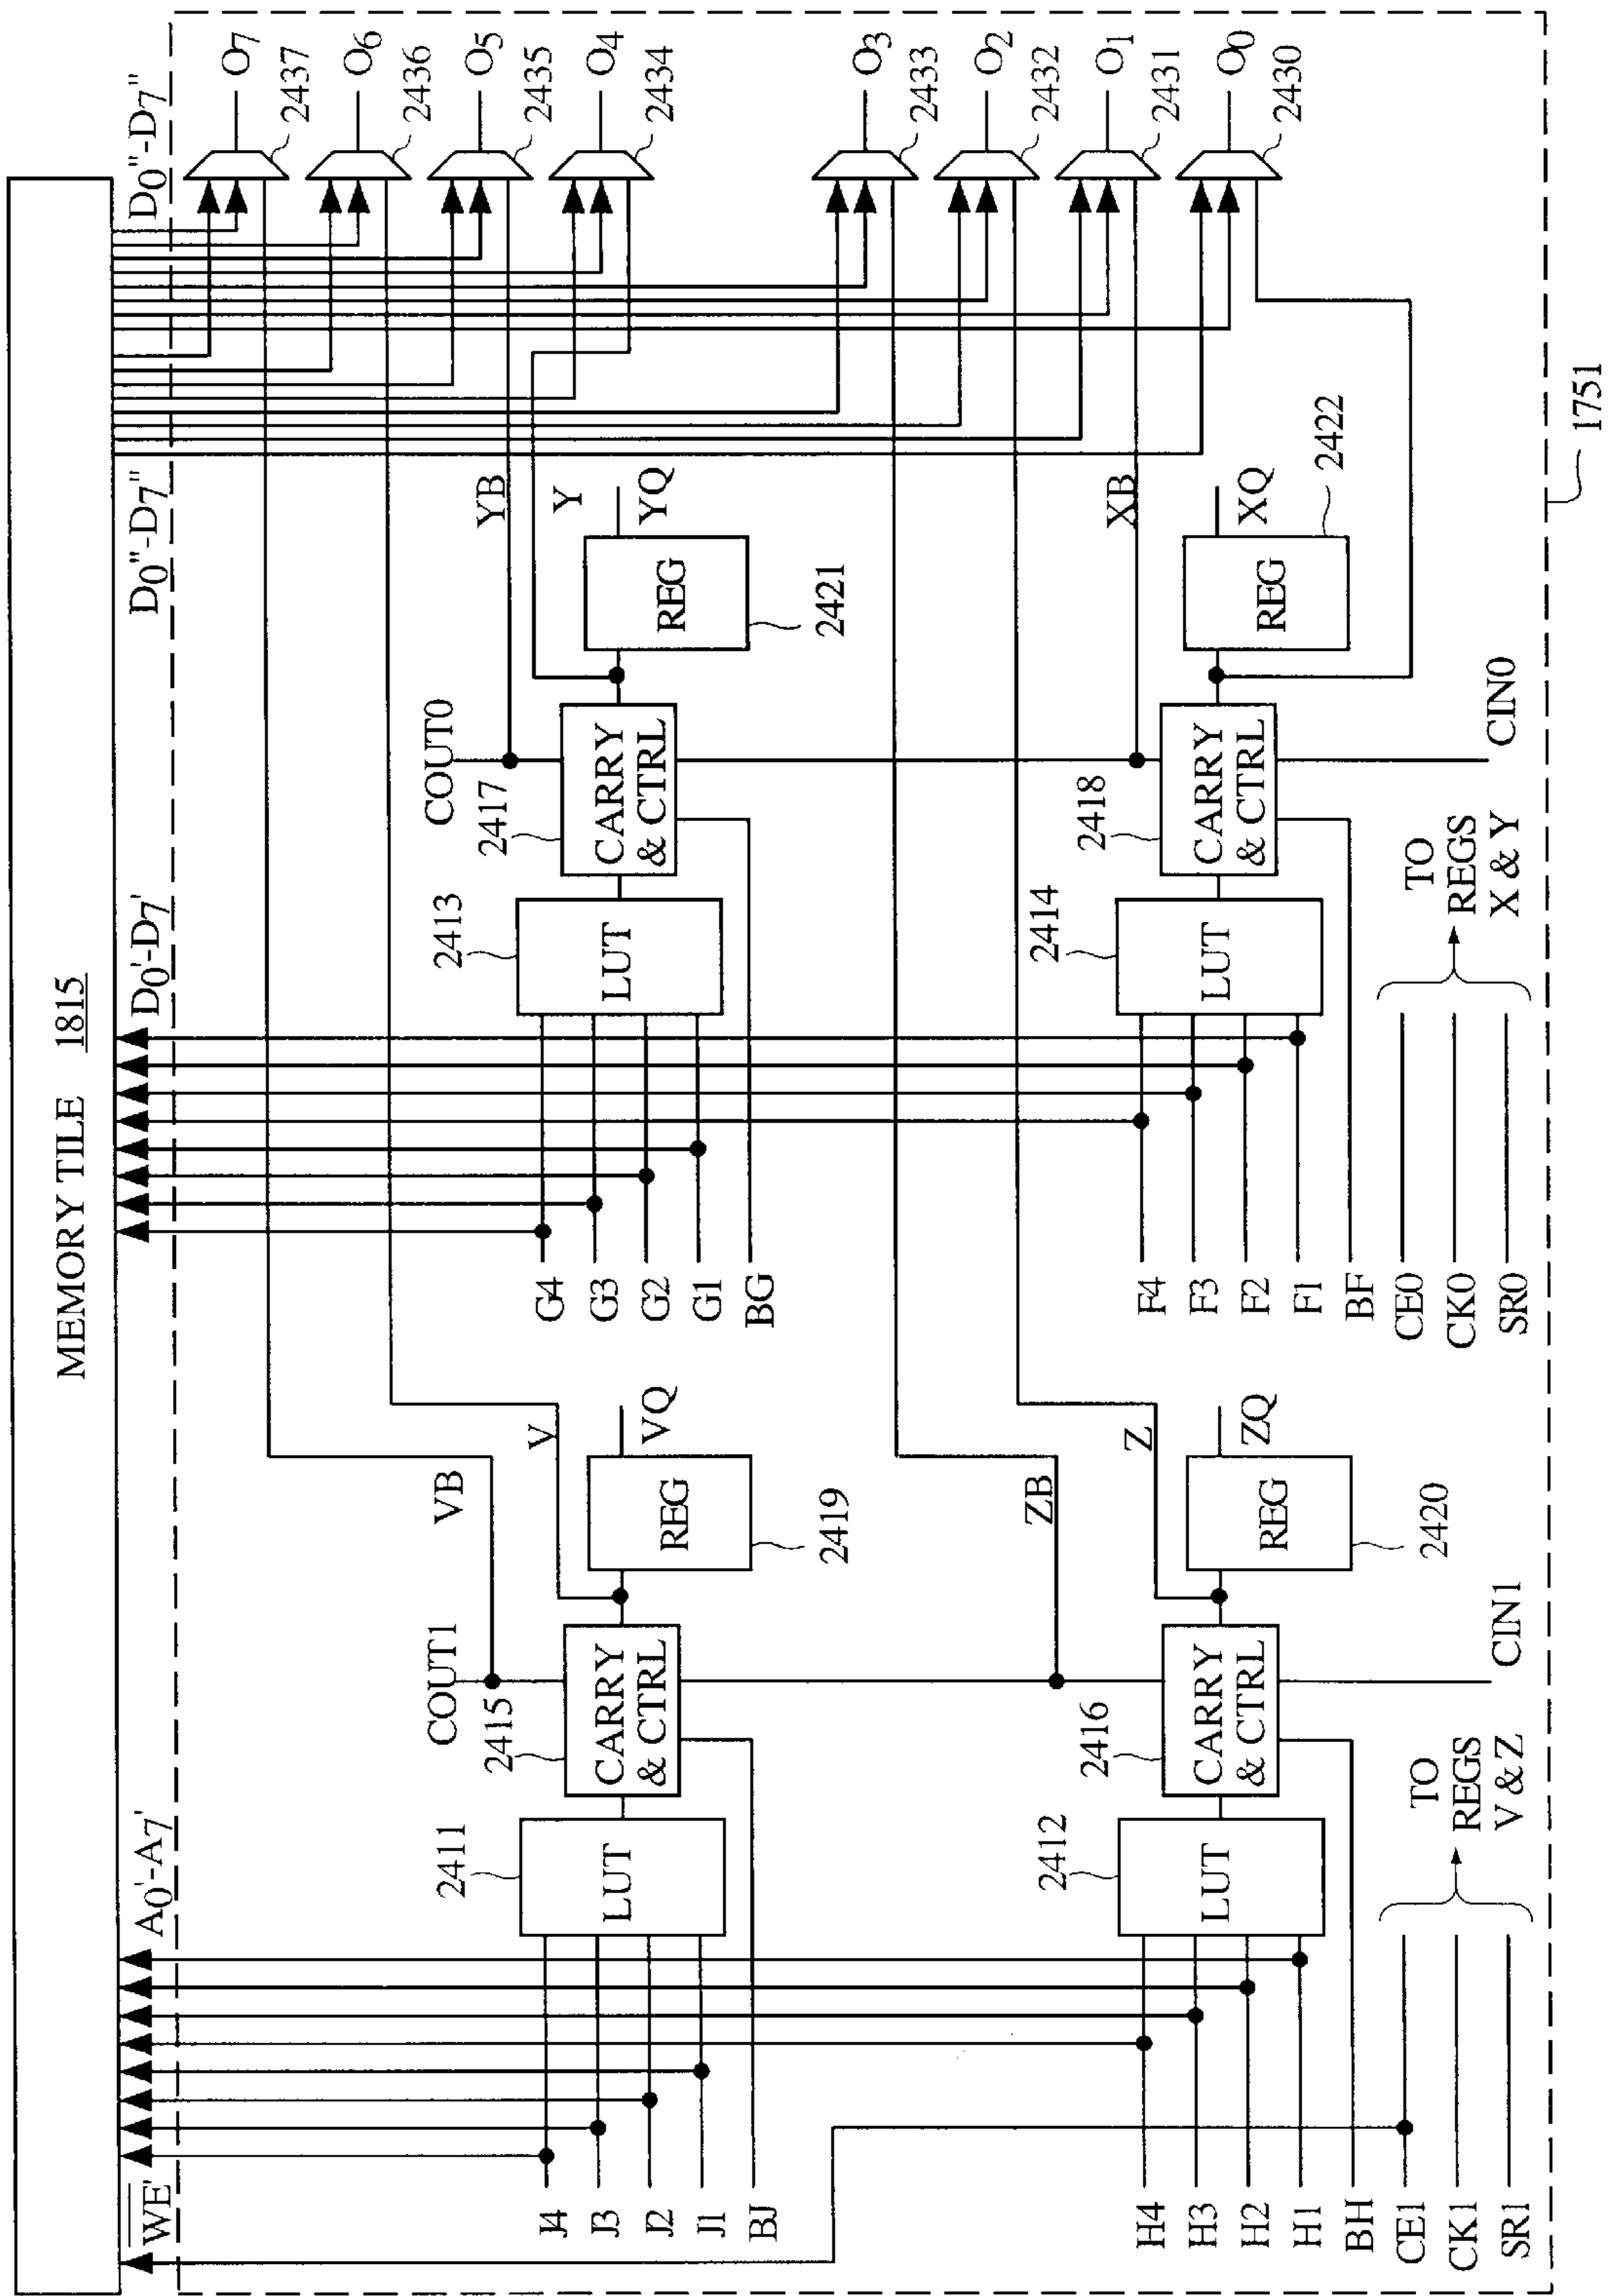 MEMORY TILE 1815
WE'
A0'-A7'
D0'-D7'
D0"-D7"
D0"-D7"
O7
2437
O6
2436
O5
2435
O4
2434
O3
2433
O2
2432
O1
2431
O0
2430
J4
J3
J2
J1
BJ
2411
LUT
COUT1
2415
CARRY
& CTRL
VB
V
REG
VQ
2419
G4
G3
G2
G1
BG
2413
LUT
COUT0
2417
CARRY
& CTRL
YB
Y
REG
YQ
2421
H4
H3
H2
H1
BH
CE1
CK1
SR1
2412
LUT
2416
CARRY
& CTRL
ZB
Z
REG
ZQ
2420
CIN1
TO
REGS
V & Z
F4
F3
F2
F1
BF
CE0
CK0
SR0
2414
LUT
2418
CARRY
& CTRL
XB
REG
XQ
2422
CIN0
TO
REGS
X & Y
1751